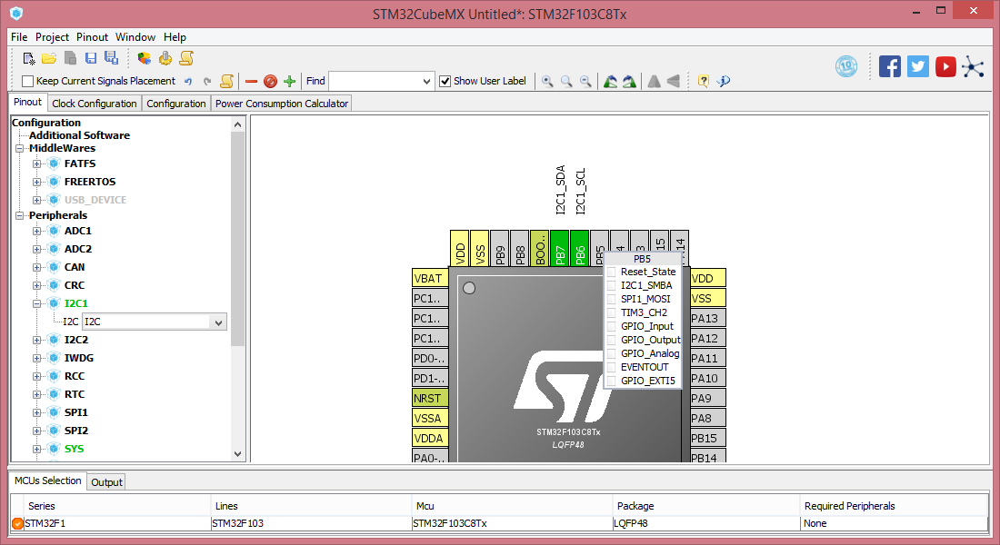 STM32CubeMX Untitled*: STM32F103C8Tx
File Project Pinout Window Help
Keep Current Signals Placement
Find
Show User Label
10
Pinout
Clock Configuration
Configuration
Power Consumption Calculator
Configuration
Additional Software
MiddleWares
FATFS
FREERTOS
USB_DEVICE
Peripherals
ADC1
ADC2
CAN
CRC
I2C1
I2C I2C
I2C2
IWDG
RCC
RTC
SPI1
SPI2
SYS
I2C1_SDA
I2C1_SCL
VDD
VSS
PB9
PB8
BOO..
PB7
PB6
PB5
4
3
15
14
VBAT
PC1..
PC1..
PC1..
PD0-..
PD1-..
NRST
VSSA
VDDA
PA0-..
PB5
Reset_State
I2C1_SMBA
SPI1_MOSI
TIM3_CH2
GPIO_Input
GPIO_Output
GPIO_Analog
EVENTOUT
GPIO_EXTI5
VDD
VSS
PA13
PA12
PA11
PA10
PA9
PA8
PB15
PB14
STM32F103C8Tx
LQFP48
MCUs Selection
Output
Series Lines Mcu Package Required Peripherals
STM32F1 STM32F103 STM32F103C8Tx LQFP48 None